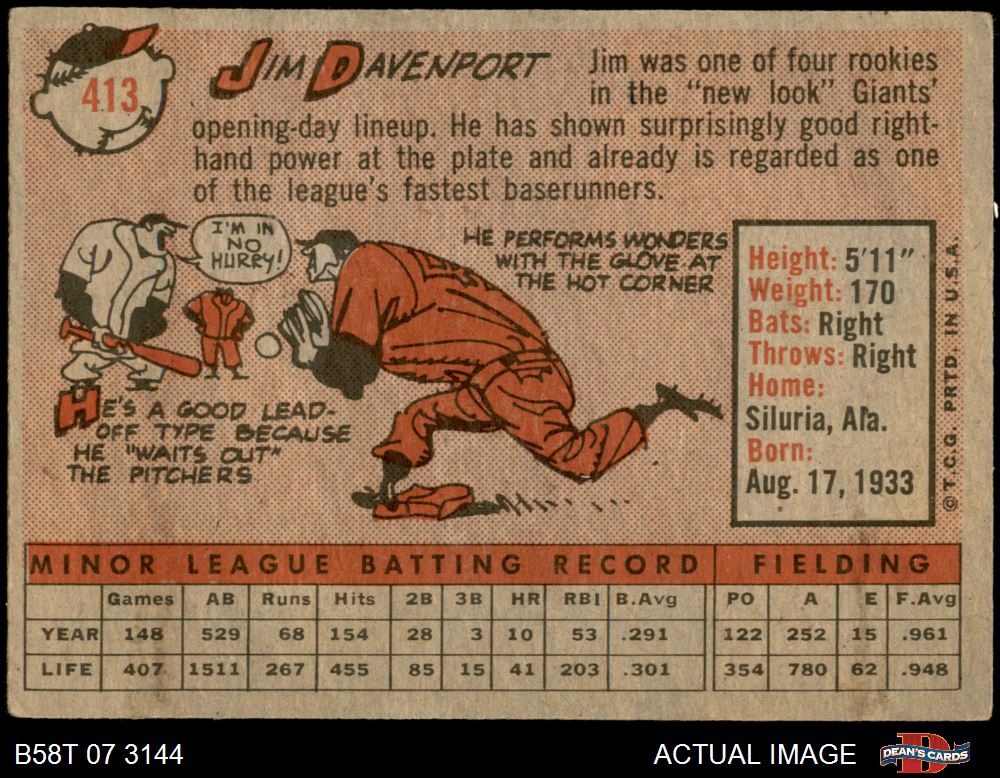 413
JIM DAVENPORT
Jim was one of four rookies
in the “new look” Giants’
opening-day lineup. He has shown surprisingly good right-
hand power at the plate and already is regarded as one
of the league’s fastest baserunners.
I'M IN
NO
HURRY!
HE PERFORMS WONDERS
WITH THE GLOVE AT
THE HOT CORNER
HE'S A GOOD LEAD-
OFF TYPE BECAUSE
HE "WAITS OUT"
THE PITCHERS
Height: 5'11"
Weight: 170
Bats: Right
Throws: Right
Home:
Siluria, Ala.
Born:
Aug. 17, 1933
© T.C.G. PRTD. IN U.S.A.
MINOR LEAGUE BATTING RECORD FIELDING
Games AB Runs Hits 2B 3B HR RBI B.Avg PO A E F.Avg
YEAR 148 529 68 154 28 3 10 53 .291 122 252 15 .961
LIFE 407 1511 267 455 85 15 41 203 .301 354 780 62 .948
B58T 07 3144
ACTUAL IMAGE
DEAN'S CARDS